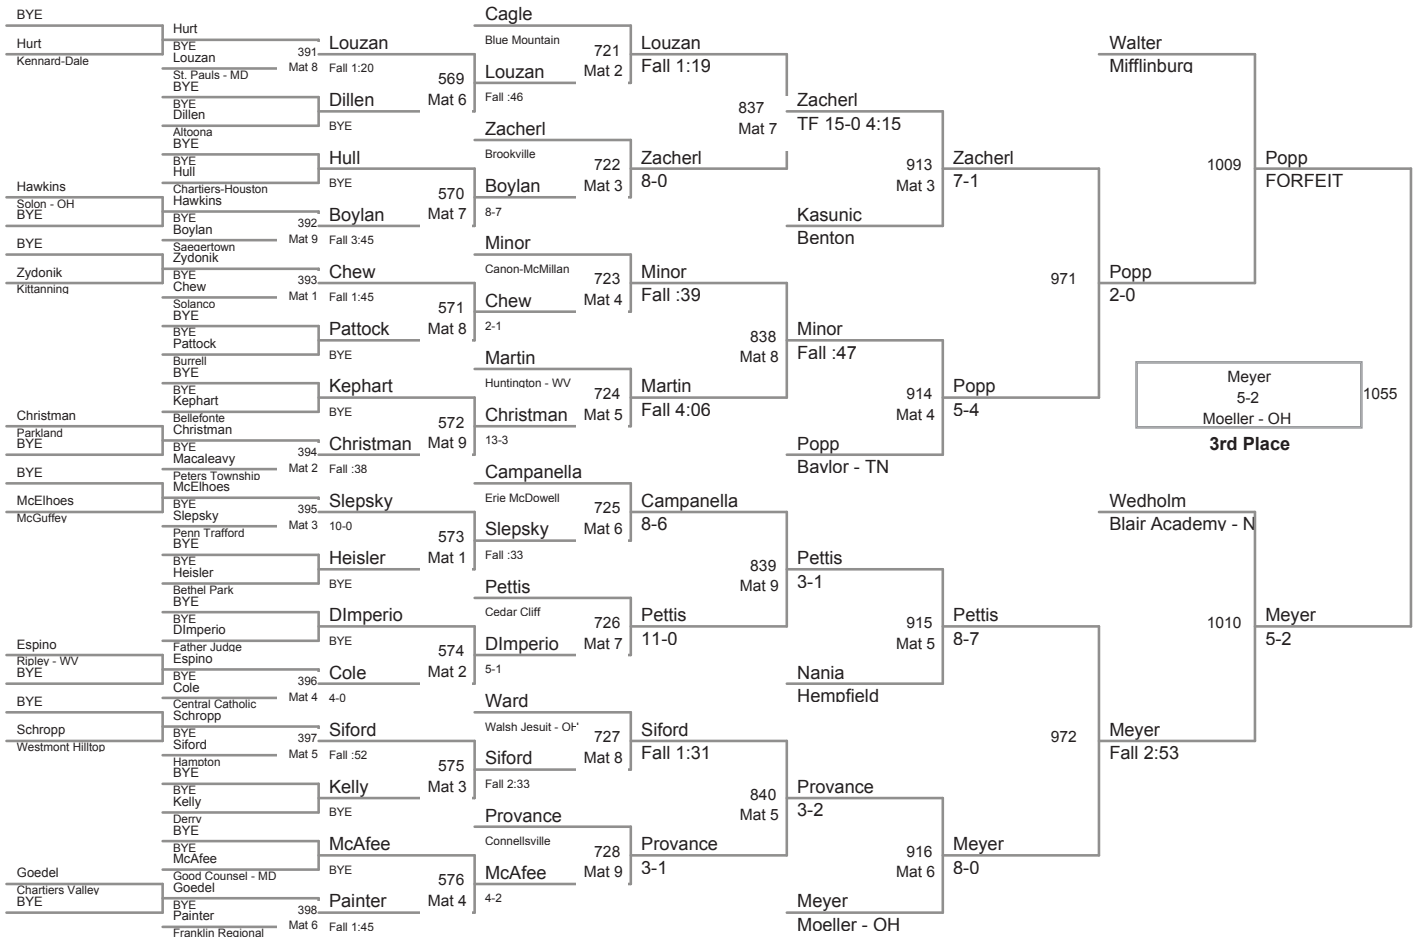 BYE
Hurt
Kennard-Dale
Hawkins
Solon - OH
BYE
BYE
Zydonik
Kittanning
Christman
Parkland
BYE
BYE
McElhoes
McGuffey
Espino
Ripley - WV
BYE
BYE
Schropp
Westmont Hilltop
Goedel
Chartiers Valley
BYE
Hurt
BYE
Louzan
391
Mat 8
St. Pauls - MD
BYE
BYE
Dillen
Altoona
BYE
BYE
Hull
Chartiers-Houston
Hawkins
BYE
Boylan
392
Mat 9
Saegertown
Zydonik
BYE
Chew
393
Mat 1
Solanco
BYE
BYE
Pattock
Burrell
BYE
BYE
Kephart
Bellefonte
Christman
BYE
Macaleavy
394
Mat 2
Peters Township
McElhoes
BYE
Slepsky
395
Mat 3
Penn Trafford
BYE
BYE
Heisler
Bethel Park
BYE
BYE
DImperio
Father Judge
Espino
BYE
Cole
396
Mat 4
Central Catholic
Schropp
BYE
Siford
397
Mat 5
Hampton
BYE
BYE
Kelly
Derry
BYE
BYE
McAfee
Good Counsel - MD
Goedel
BYE
Painter
398
Mat 6
Franklin Regional
Louzan
Fall 1:20
569
Mat 6
Dillen
BYE
Hull
BYE
570
Mat 7
Boylan
Fall 3:45
Chew
Fall 1:45
571
Mat 8
Pattock
BYE
Kephart
BYE
572
Mat 9
Christman
Fall :38
Slepsky
10-0
573
Mat 1
Heisler
BYE
DImperio
BYE
574
Mat 2
Cole
4-0
Siford
Fall :52
575
Mat 3
Kelly
BYE
McAfee
BYE
576
Mat 4
Painter
Fall 1:45
Cagle
Blue Mountain
721
Mat 2
Louzan
Fall :46
Zacherl
Brookville
722
Mat 3
Boylan
8-7
Minor
Canon-McMillan
723
Mat 4
Chew
2-1
Martin
Huntington - WV
724
Mat 5
Christman
13-3
Campanella
Erie McDowell
725
Mat 6
Slepsky
Fall :33
Pettis
Cedar Cliff
726
Mat 7
DImperio
5-1
Ward
Walsh Jesuit - OH
727
Mat 8
Siford
Fall 2:33
Provance
Connellsville
728
Mat 9
McAfee
4-2
Louzan
Fall 1:19
837
Mat 7
Zacherl
8-0
Minor
Fall :39
838
Mat 8
Martin
Fall 4:06
Campanella
8-6
839
Mat 9
Pettis
11-0
Siford
Fall 1:31
840
Mat 5
Provance
3-1
Zacherl
TF 15-0 4:15
913
Mat 3
Kasunic
Benton
Minor
Fall :47
914
Mat 4
Popp
Baylor - TN
Pettis
3-1
915
Mat 5
Nania
Hempfield
Provance
3-2
916
Mat 6
Meyer
Moeller - OH
Zacherl
7-1
971
Popp
5-4
Pettis
8-7
972
Meyer
8-0
Walter
Mifflinburg
1009
Popp
2-0
Wedholm
Blair Academy - N
1010
Meyer
Fall 2:53
Popp
FORFEIT
Meyer
5-2
Moeller - OH
1055
3rd Place
Meyer
5-2